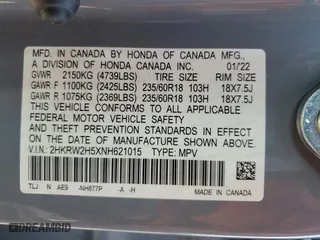 MFD. IN CANADA BY HONDA OF CANADA MFG.,
A DIVISION OF HONDA CANADA INC. 01/22
GVWR 2150KG (4739LBS) TIRE SIZE RIM SIZE
GAWR F 1100KG (2425LBS) 235/60R18 103H 18X7.5J
GAWR R 1075KG (2369LBS) 235/60R18 103H 18X7.5J
THIS VEHICLE CONFORMS TO ALL APPLICABLE
FEDERAL MOTOR VEHICLE SAFETY
AND THEFT PREVENTION STANDARDS IN EFFECT
ON THE DATE OF MANUFACTURE SHOWN ABOVE.
V.I.N.: 2HKRW2H5XNH621015 TYPE: MPV
TLJ N AE9 -NH877P -A -H
MADE IN CANADA